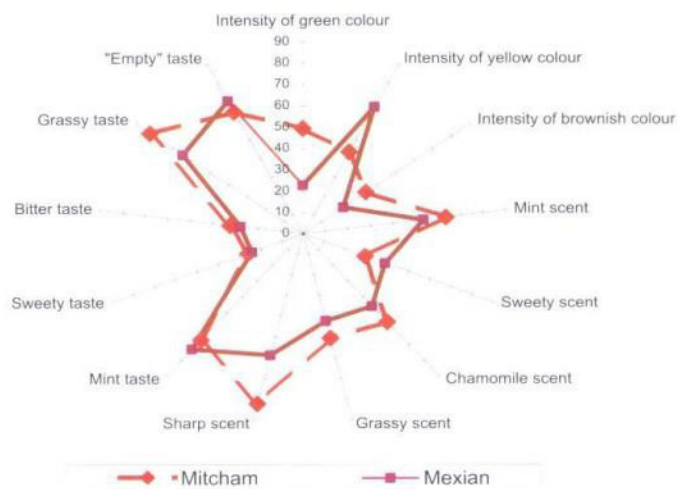 Intensity of green colour
90
80
70
60
50
40
30
20
10
0
Intensity of yellow colour
Intensity of brownish colour
Mint scent
Sweety scent
Chamomile scent
Grassy scent
Sharp scent
Mint taste
Sweety taste
Bitter taste
Grassy taste
"Empty" taste
Mitcham
Mexian